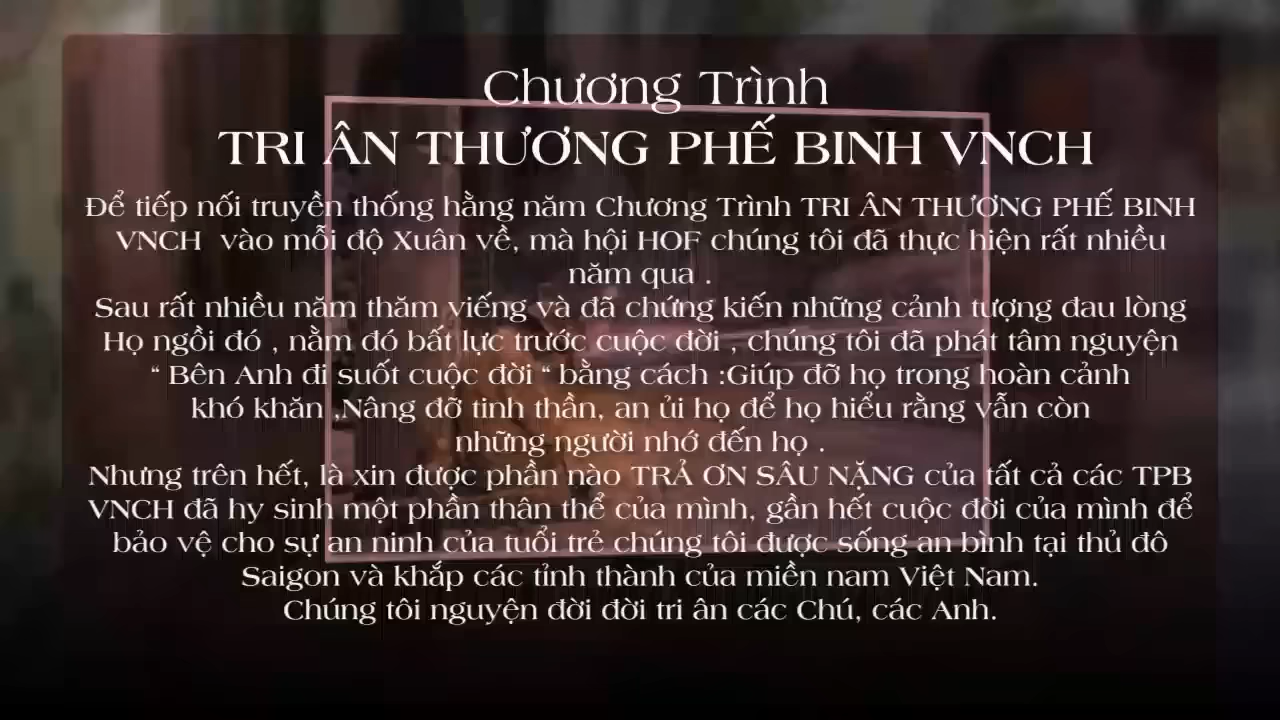 Chương Trình
TRI ÂN THƯƠNG PHẾ BINH VNCH
Để tiếp nối truyền thống hằng năm Chương Trình TRI ÂN THƯƠNG PHẾ BINH
VNCH vào mỗi độ Xuân về, mà hội HOF chúng tôi đã thực hiện rất nhiều
năm qua .
Sau rất nhiều năm thăm viếng và đã chứng kiến những cảnh tượng đau lòng
Họ ngồi đó , nằm đó bất lực trước cuộc đời , chúng tôi đã phát tâm nguyện
“ Bên Anh đi suốt cuộc đời “ bằng cách :Giúp đỡ họ trong hoàn cảnh
khó khăn ,Nâng đỡ tinh thần, an ủi họ để họ hiểu rằng vẫn còn
những người nhớ đến họ .
Nhưng trên hết, là xin được phần nào TRẢ ƠN SÂU NẶNG của tất cả các TPB
VNCH đã hy sinh một phần thân thể của mình, gần hết cuộc đời của mình để
bảo vệ cho sự an ninh của tuổi trẻ chúng tôi được sống an bình tại thủ đô
Saigon và khắp các tỉnh thành của miền nam Việt Nam.
Chúng tôi nguyện đời đời tri ân các Chú, các Anh.